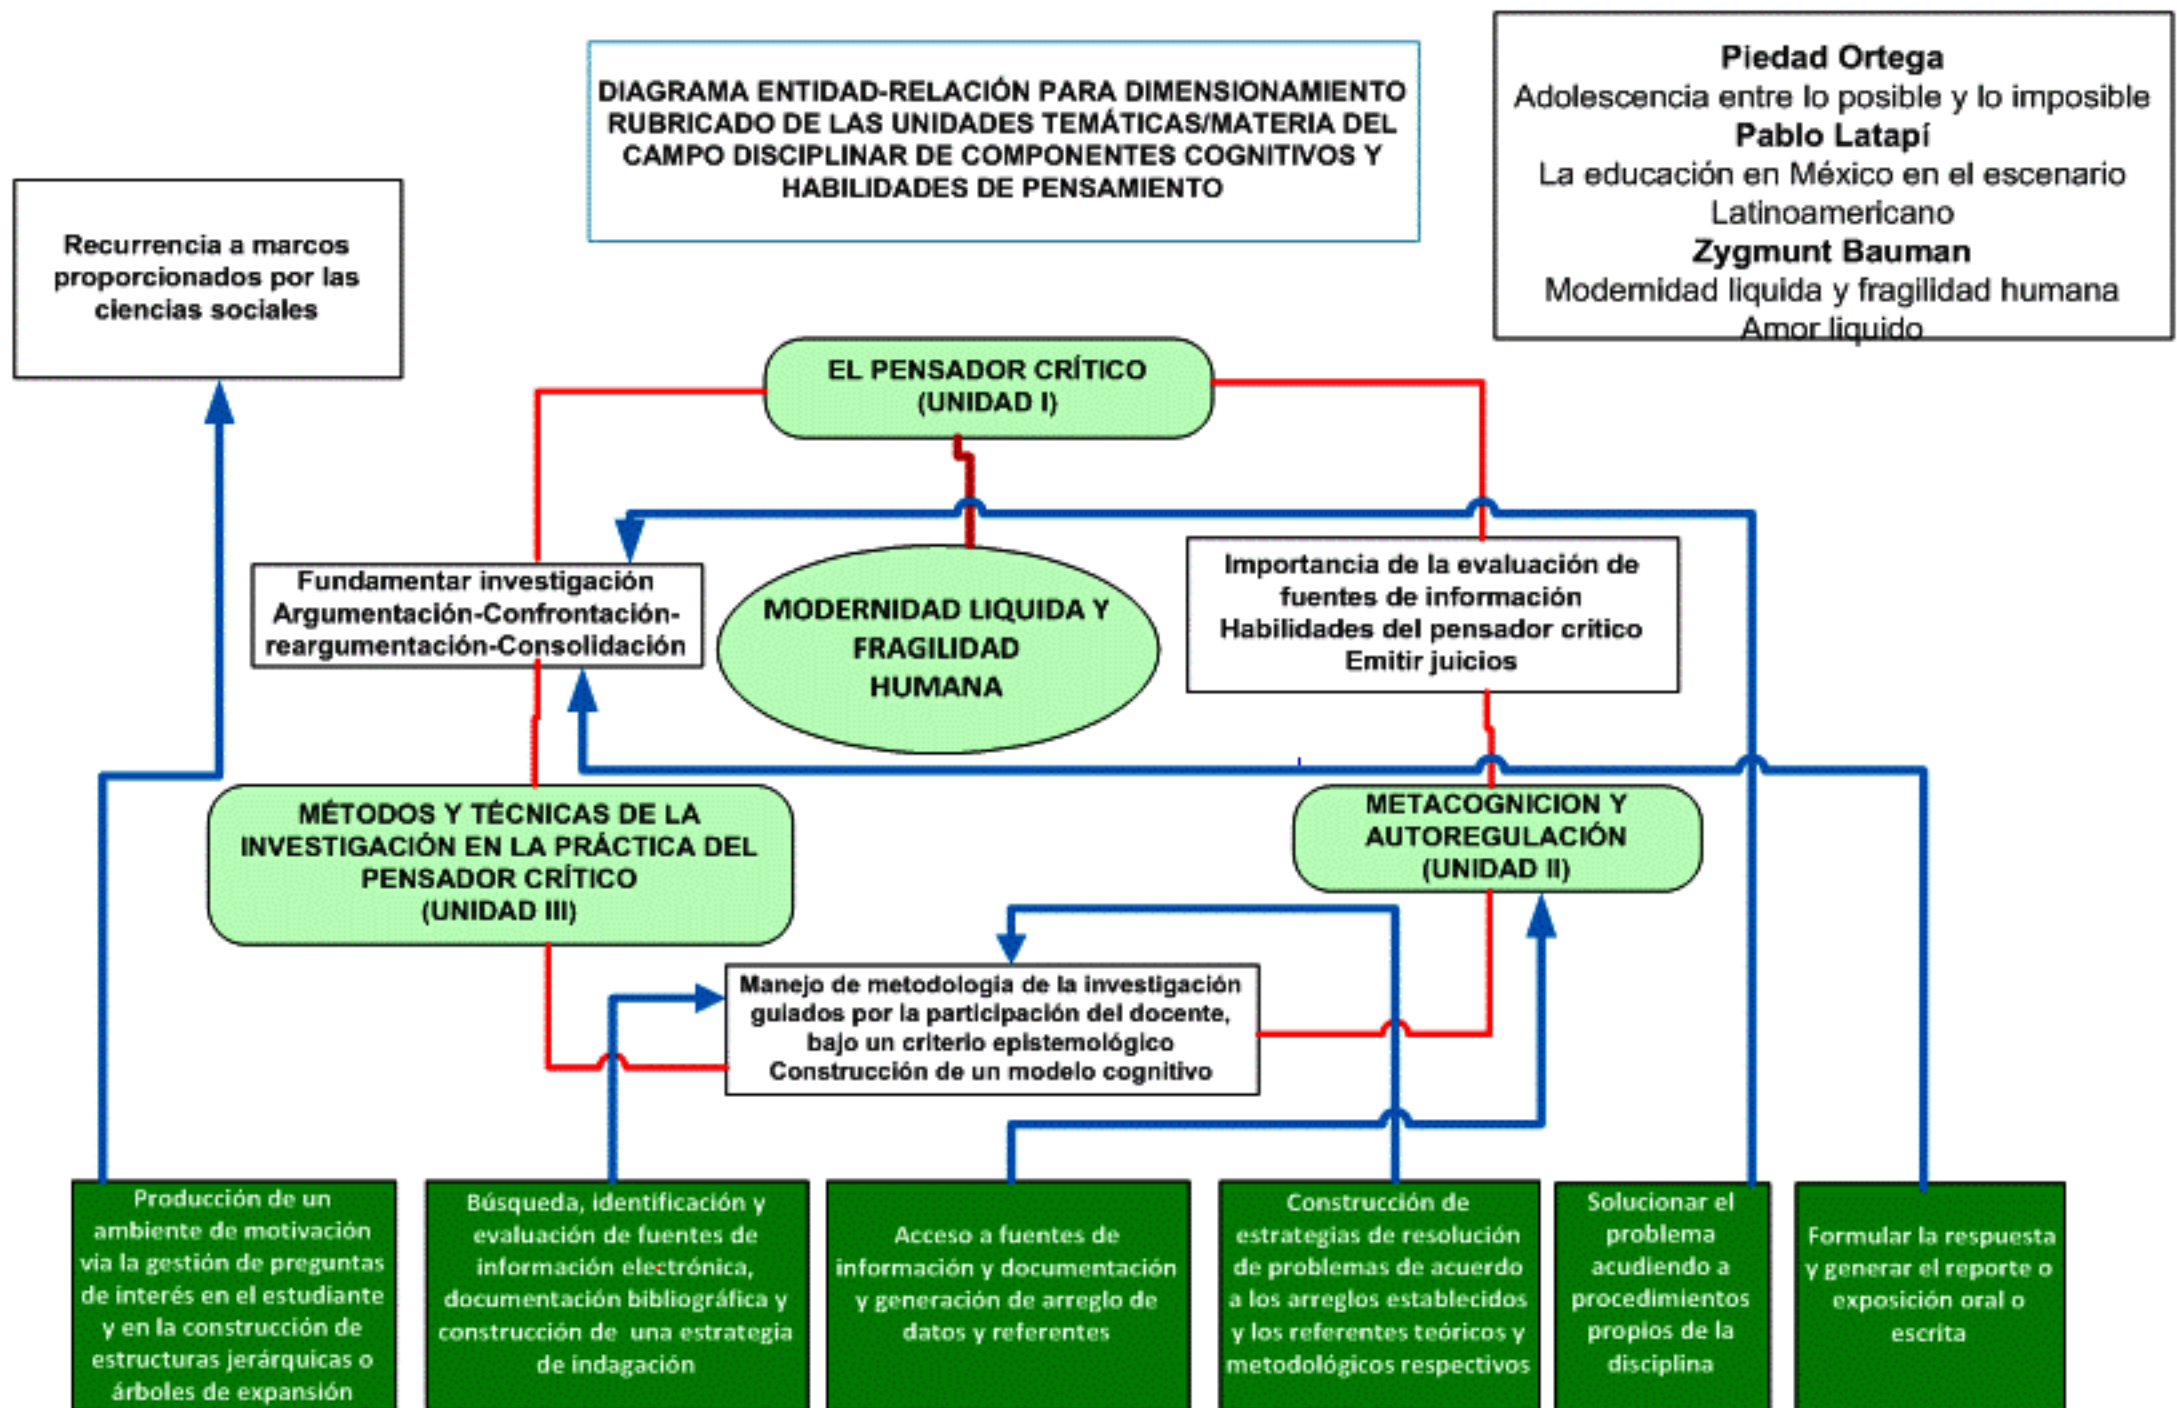 DIAGRAMA ENTIDAD-RELACIÓN PARA DIMENSIONAMIENTO
RUBRICADO DE LAS UNIDADES TEMÁTICAS/MATERIA DEL
CAMPO DISCIPLINAR DE COMPONENTES COGNITIVOS Y
HABILIDADES DE PENSAMIENTO
Piedad Ortega
Adolescencia entre lo posible y lo imposible
Pablo Latapí
La educación en México en el escenario
Latinoamericano
Zygmunt Bauman
Modernidad liquida y fragilidad humana
Amor liquido
Recurrencia a marcos
proporcionados por las
ciencias sociales
EL PENSADOR CRÍTICO
(UNIDAD I)
Fundamentar investigación
Argumentación-Confrontación-
reargumentación-Consolidación
MODERNIDAD LIQUIDA Y
FRAGILIDAD
HUMANA
Importancia de la evaluación de
fuentes de información
Habilidades del pensador critico
Emitir juicios
MÉTODOS Y TÉCNICAS DE LA
INVESTIGACIÓN EN LA PRÁCTICA DEL
PENSADOR CRÍTICO
(UNIDAD III)
METACOGNICION Y
AUTOREGULACIÓN
(UNIDAD II)
Manejo de metodologia de la investigación
guiados por la participación del docente,
bajo un criterio epistemológico
Construcción de un modelo cognitivo
Producción de un
ambiente de motivación
via la gestión de preguntas
de interés en el estudiante
y en la construcción de
estructuras jerárquicas o
árboles de expansión
Búsqueda, identificación y
evaluación de fuentes de
información electrónica,
documentación bibliográfica y
construcción de una estrategia
de indagación
Acceso a fuentes de
información y documentación
y generación de arreglo de
datos y referentes
Construcción de
estrategias de resolución
de problemas de acuerdo
a los arreglos establecidos
y los referentes teóricos y
metodológicos respectivos
Solucionar el
problema
acudiendo a
procedimientos
propios de la
disciplina
Formular la respuesta
y generar el reporte o
exposición oral o
escrita